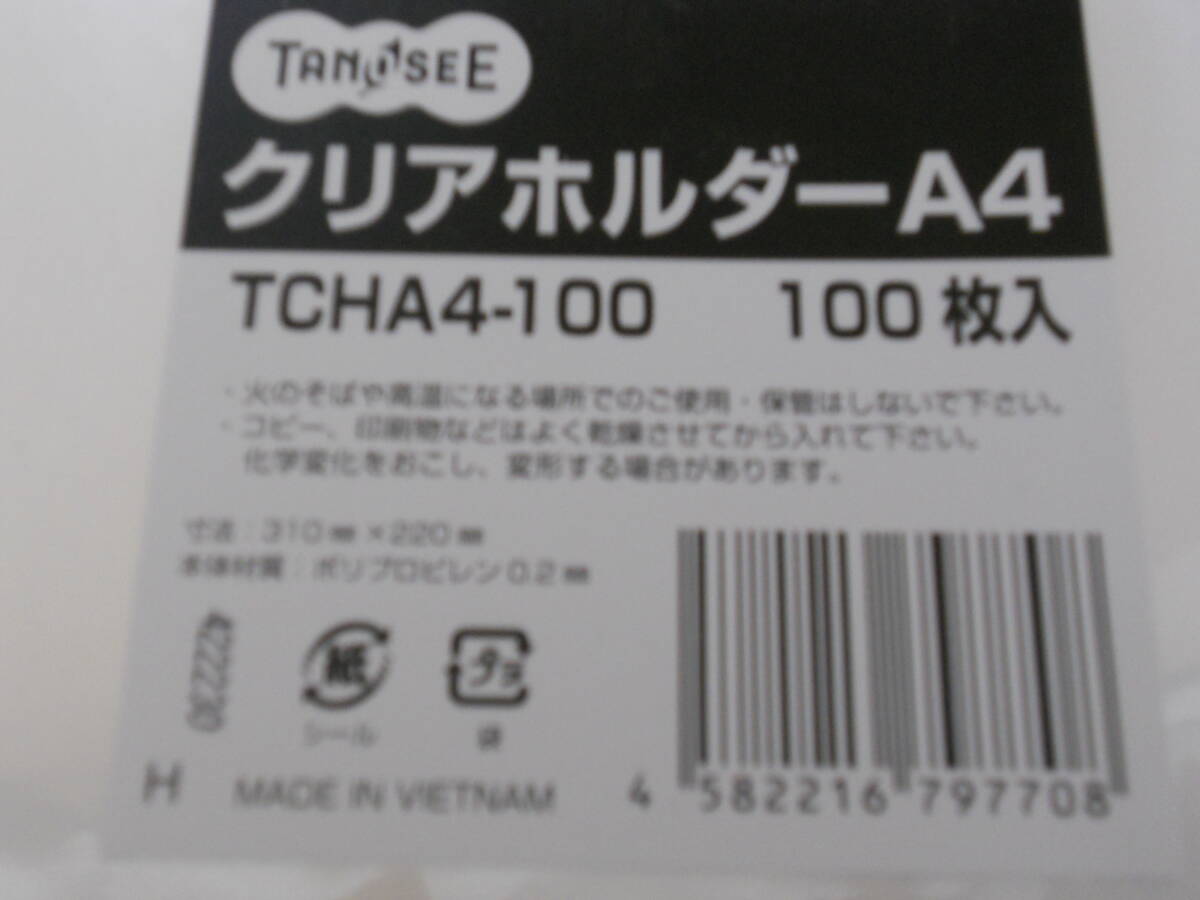 TANOSEE
クリアホルダーA4
TCHA4-100 100枚入
・火のそばや高温になる場所でのご使用・保管はしないで下さい。
・コピー、印刷物などはよく乾燥させてから入れて下さい。
化学変化をおこし、変形する場合があります。
寸法：310㎜×220㎜
本体材質：ポリプロピレン0.2㎜
422230
紙
シール
プラ
袋
H MADE IN VIETNAM
4 582216 797708